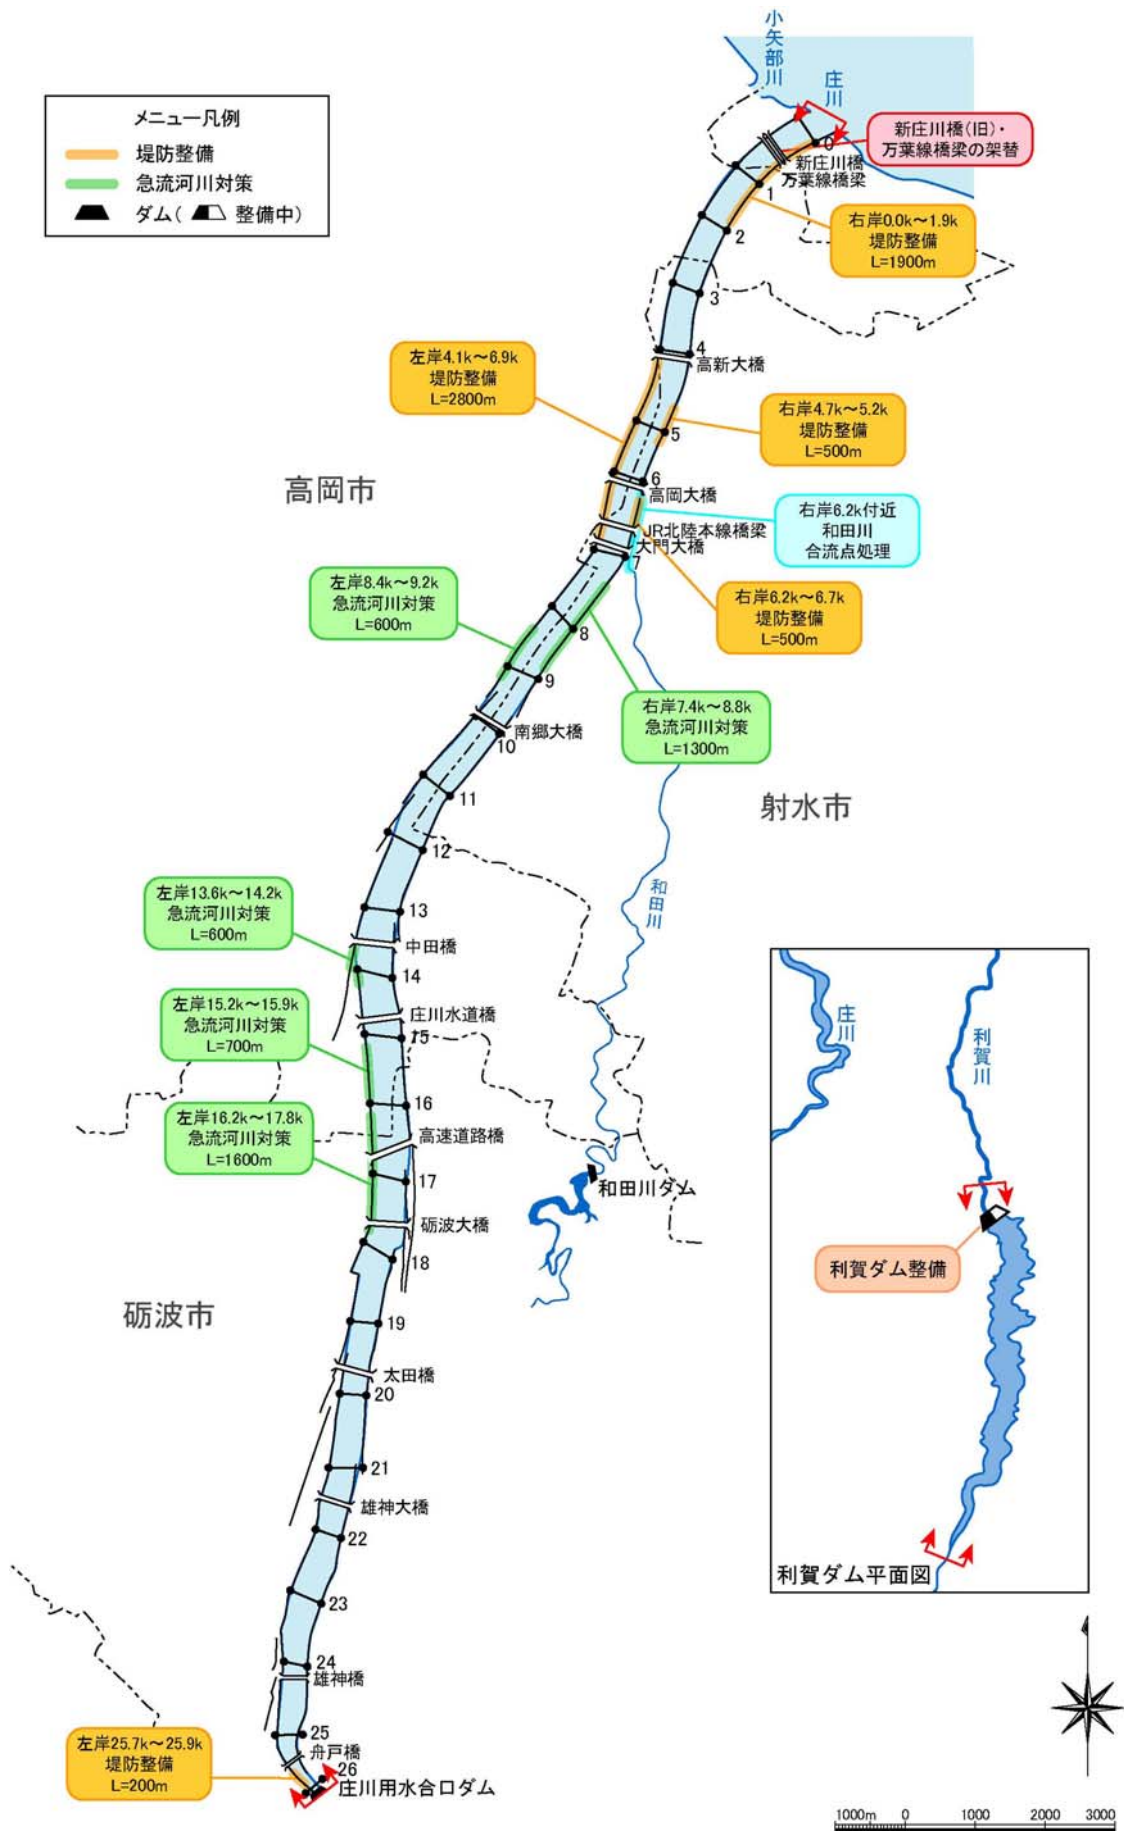 小矢部川
庄川
メニュー凡例
堤防整備
急流河川対策
ダム( 整備中)
新庄川橋(旧)・
万葉線橋梁の架替
0
新庄川橋
万葉線橋梁
1
右岸0.0k～1.9k
堤防整備
L=1900m
2
3
4
高新大橋
左岸4.1k～6.9k
堤防整備
L=2800m
右岸4.7k～5.2k
堤防整備
L=500m
5
6
高岡大橋
高岡市
右岸6.2k付近
和田川
合流点処理
JR北陸本線橋梁
大門大橋
左岸8.4k～9.2k
急流河川対策
L=600m
右岸6.2k～6.7k
堤防整備
L=500m
8
9
右岸7.4k～8.8k
急流河川対策
L=1300m
南郷大橋
10
11
射水市
12
和田川
左岸13.6k～14.2k
急流河川対策
L=600m
13
中田橋
14
左岸15.2k～15.9k
急流河川対策
L=700m
庄川水道橋
15
16
左岸16.2k～17.8k
急流河川対策
L=1600m
高速道路橋
17
和田川ダム
砺波大橋
18
砺波市
19
太田橋
20
21
雄神大橋
22
23
24
雄神橋
25
舟戸橋
左岸25.7k～25.9k
堤防整備
L=200m
26
庄川用水合口ダム
庄川
利賀川
利賀ダム整備
利賀ダム平面図
1000m 0 1000 2000 3000